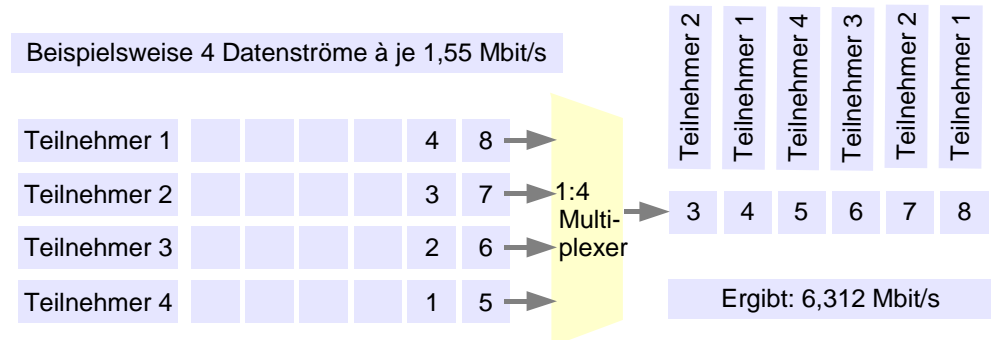 Beispielsweise 4 Datenströme à je 1,55 Mbit/s
Teilnehmer 1 4 8
Teilnehmer 2 3 7
Teilnehmer 3 2 6
Teilnehmer 4 1 5
1:4
Multi-
plexer
Teilnehmer 2
Teilnehmer 1
Teilnehmer 4
Teilnehmer 3
Teilnehmer 2
Teilnehmer 1
3 4 5 6 7 8
Ergibt: 6,312 Mbit/s